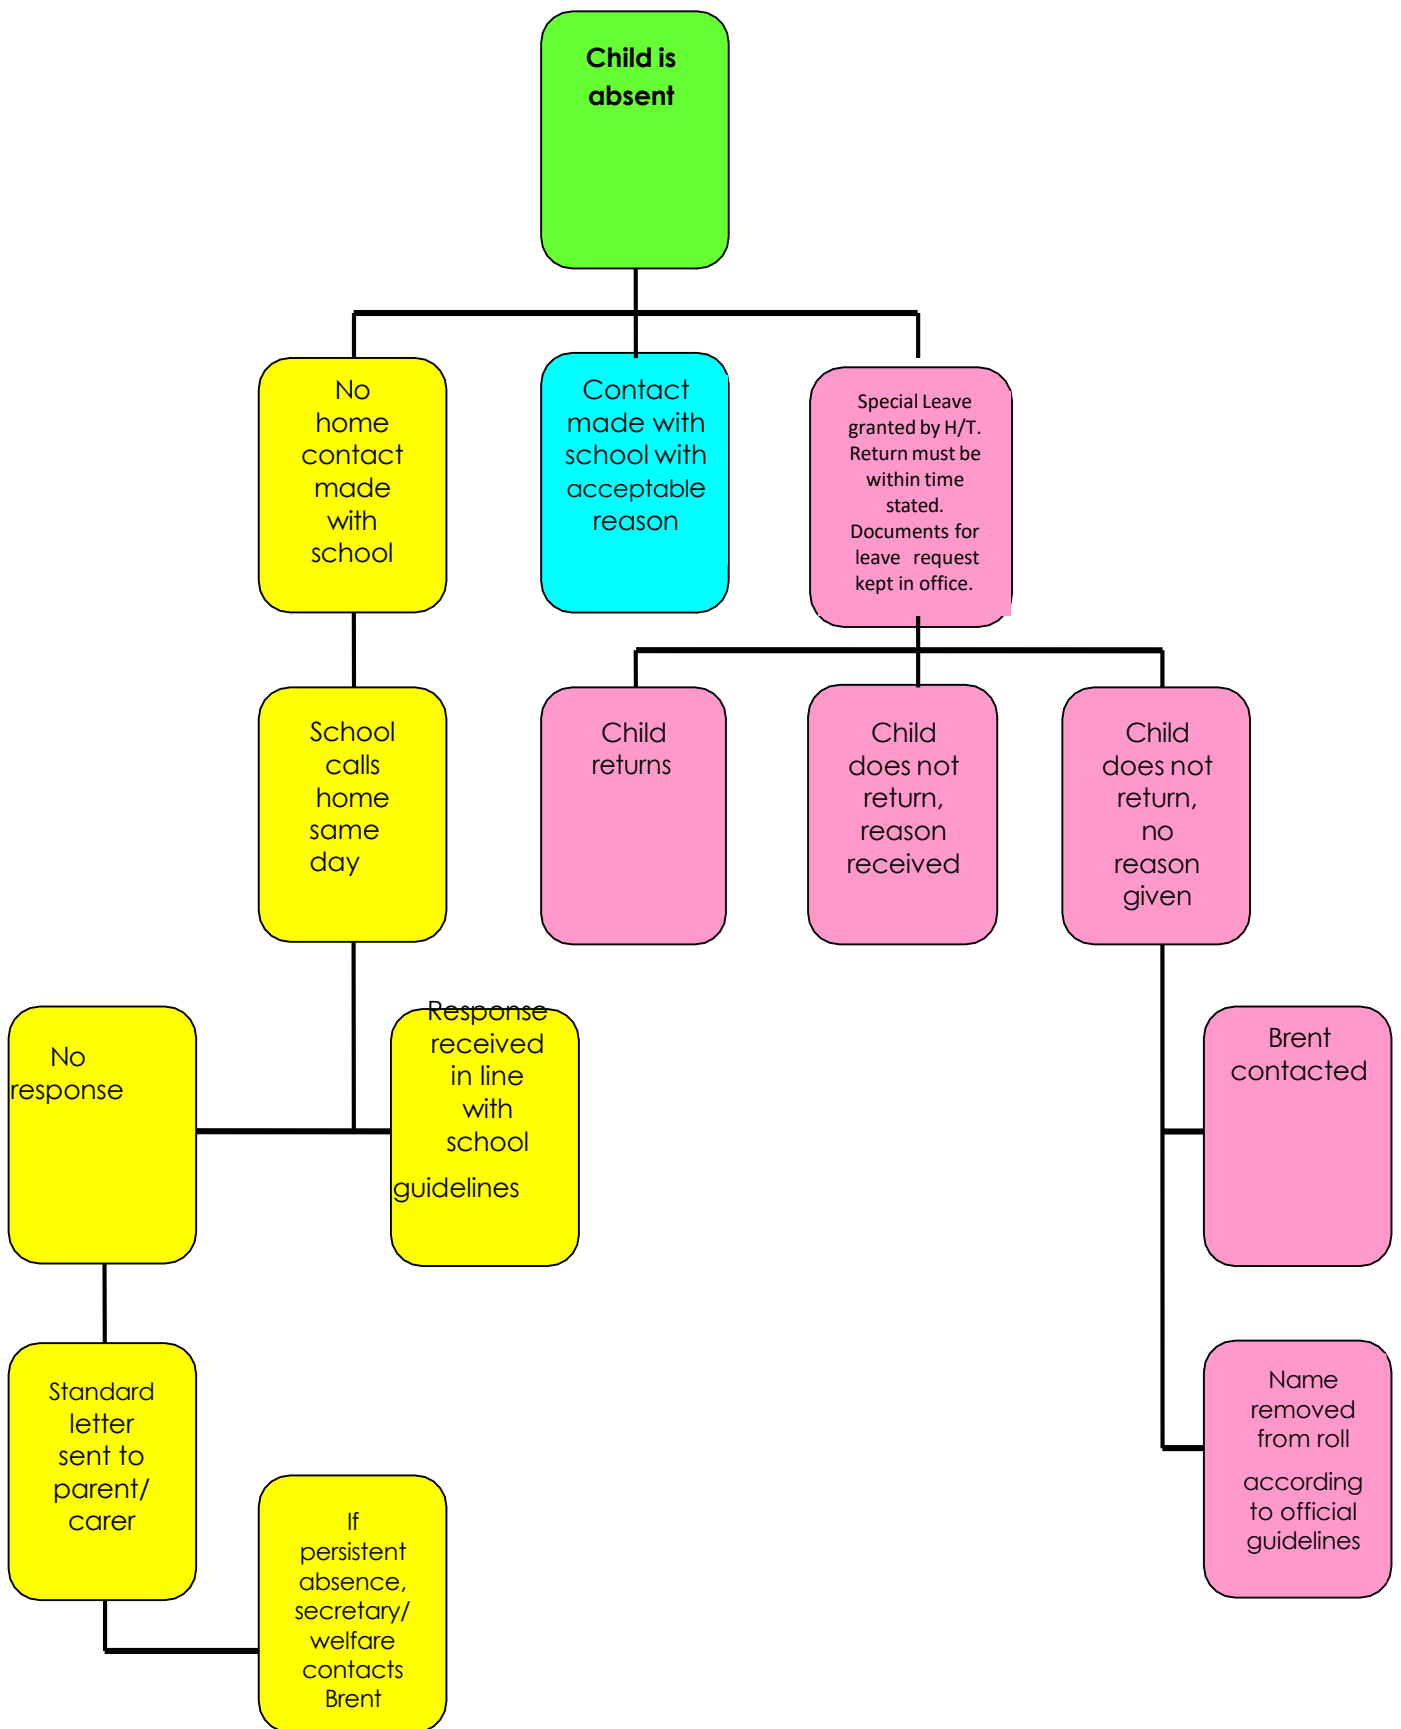 Child is
absent
No
home
contact
made
with
school
Contact
made with
school with
acceptable
reason
Special Leave
granted by H/T.
Return must be
within time
stated.
Documents for
leave request
kept in office.
School
calls
home
same
day
Child
returns
Child
does not
return,
reason
received
Child
does not
return,
no
reason
given
No
response
Response
received
in line
with
school
guidelines
Brent
contacted
Standard
letter
sent to
parent/
carer
If
persistent
absence,
secretary/
welfare
contacts
Brent
Name
removed
from roll
according
to official
guidelines